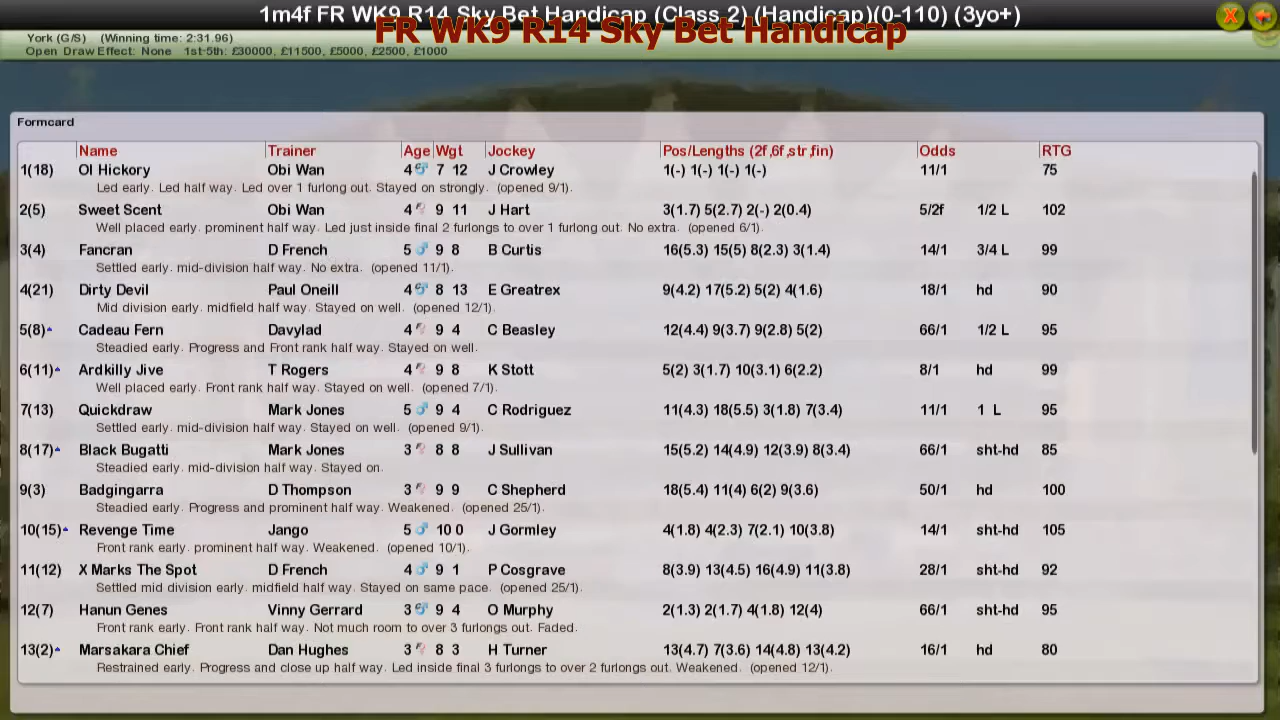 1m4f FR WK9 R14 Sky Bet Handicap (Class 2) (Handicap)(0-110) (3yo+)
FR WK9 R14 Sky Bet Handicap
York (G/S) (Winning time: 2:31.96)
Open Draw Effect: None 1st-5th: £30000, £11500, £5000, £2500, £1000
Formcard
Name Trainer Age Wgt Jockey Pos/Lengths (2f,6f,str,fin) Odds RTG
1(18) Ol Hickory Obi Wan 4 7 12 J Crowley 1(-) 1(-) 1(-) 1(-) 11/1 75
Led early. Led half way. Led over 1 furlong out. Stayed on strongly. (opened 9/1).
2(5) Sweet Scent Obi Wan 4 9 11 J Hart 3(1.7) 5(2.7) 2(-) 2(0.4) 5/2f 1/2 L 102
Well placed early. prominent half way. Led just inside final 2 furlongs to over 1 furlong out. No extra. (opened 6/1).
3(4) Fancran D French 5 9 8 B Curtis 16(5.3) 15(5) 8(2.3) 3(1.4) 14/1 3/4 L 99
Settled early. mid-division half way. No extra. (opened 11/1).
4(21) Dirty Devil Paul Oneill 4 8 13 E Greatrex 9(4.2) 17(5.2) 5(2) 4(1.6) 18/1 hd 90
Mid division early. midfield half way. Stayed on well. (opened 12/1).
5(8) Cadeau Fern Davylad 4 9 4 C Beasley 12(4.4) 9(3.7) 9(2.8) 5(2) 66/1 1/2 L 95
Steadied early. Progress and Front rank half way. Stayed on well.
6(11) Ardkilly Jive T Rogers 4 9 8 K Stott 5(2) 3(1.7) 10(3.1) 6(2.2) 8/1 hd 99
Well placed early. Front rank half way. Stayed on well. (opened 7/1).
7(13) Quickdraw Mark Jones 5 9 4 C Rodriguez 11(4.3) 18(5.5) 3(1.8) 7(3.4) 11/1 1 L 95
Settled early. mid-division half way. Stayed on well. (opened 9/1).
8(17) Black Bugatti Mark Jones 3 8 8 J Sullivan 15(5.2) 14(4.9) 12(3.9) 8(3.4) 66/1 sht-hd 85
Steadied early. mid-division half way. Stayed on.
9(3) Badgingarra D Thompson 3 9 9 C Shepherd 18(5.4) 11(4) 6(2) 9(3.6) 50/1 hd 100
Steadied early. Progress and prominent half way. Weakened. (opened 25/1).
10(15) Revenge Time Jango 5 10 0 J Gormley 4(1.8) 4(2.3) 7(2.1) 10(3.8) 14/1 sht-hd 105
Front rank early. prominent half way. Weakened. (opened 10/1).
11(12) X Marks The Spot D French 4 9 1 P Cosgrave 8(3.9) 13(4.5) 16(4.9) 11(3.8) 28/1 sht-hd 92
Settled mid division early. midfield half way. Stayed on same pace. (opened 25/1).
12(7) Hanun Genes Vinny Gerrard 3 9 4 O Murphy 2(1.3) 2(1.7) 4(1.8) 12(4) 66/1 sht-hd 95
Front rank early. Front rank half way. Not much room to over 3 furlongs out. Faded.
13(2) Marsakara Chief Dan Hughes 3 8 3 H Turner 13(4.7) 7(3.6) 14(4.8) 13(4.2) 16/1 hd 80
Restrained early. Progress and close up half way. Led inside final 3 furlongs to over 2 furlongs out. Weakened. (opened 12/1).